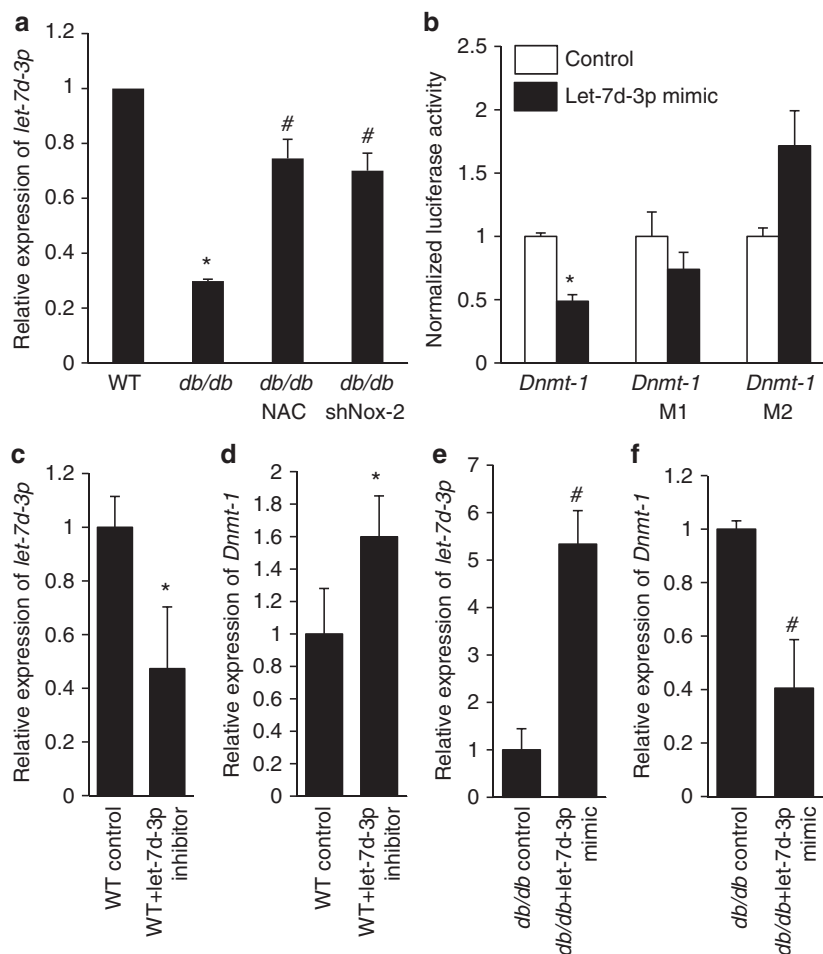 a
Relative expression of let-7d-3p
1.2
1
0.8
0.6
0.4
0.2
0
*
#
#
WT
db/db
db/db
NAC
db/db
shNox-2
b
Normalized luciferase activity
2.5
2
1.5
1
0.5
0
Control
Let-7d-3p mimic
*
Dnmt-1
Dnmt-1
M1
Dnmt-1
M2
c
Relative expression of let-7d-3p
1.2
1
0.8
0.6
0.4
0.2
0
*
WT control
WT+let-7d-3p
inhibitor
d
Relative expression of Dnmt-1
2
1.8
1.6
1.4
1.2
1
0.8
0.6
0.4
0.2
0
*
WT control
WT+let-7d-3p
inhibitor
e
Relative expression of let-7d-3p
7
6
5
4
3
2
1
0
#
db/db control
db/db+let-7d-3p
mimic
f
Relative expression of Dnmt-1
1.2
1
0.8
0.6
0.4
0.2
0
#
db/db control
db/db+let-7d-3p
mimic